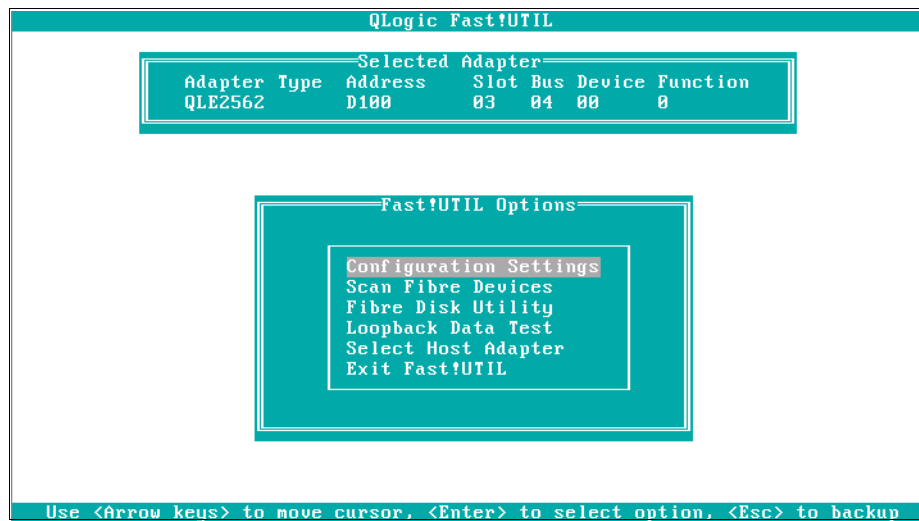 QLogic Fast!UTIL
Selected Adapter
Adapter Type Address Slot Bus Device Function
QLE2562 D100 03 04 00 0
Fast!UTIL Options
Configuration Settings
Scan Fibre Devices
Fibre Disk Utility
Loopback Data Test
Select Host Adapter
Exit Fast!UTIL
Use <Arrow keys> to move cursor, <Enter> to select option, <Esc> to backup